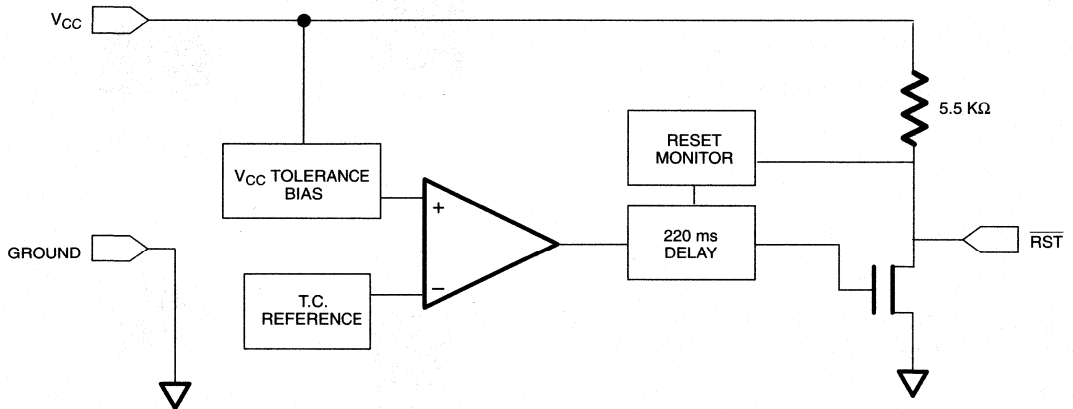 VCC
5.5 KΩ
RESET
MONITOR
VCC TOLERANCE
BIAS
+
220 ms
DELAY
RST
GROUND
−
T.C.
REFERENCE